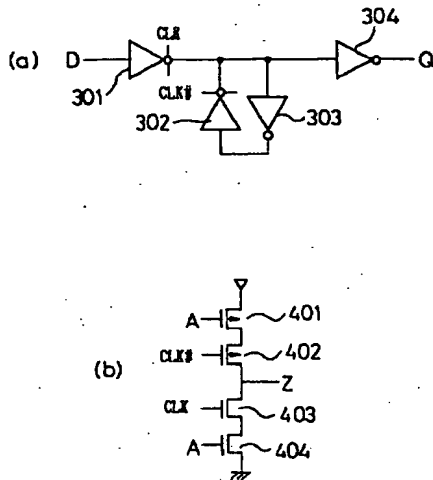 (a) D CLK 304 Q
301 CLK# 302 303
A 401
CLK# 402
(b) Z
CLK 403
A 404